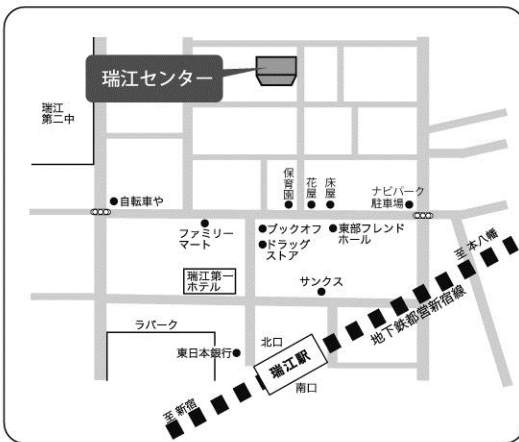 瑞江センター
瑞江
第二中
自転車や
ファミリー
マート
保育園
花屋
床屋
ナビパーク
駐車場
ブックオフ
ドラッグ
ストア
東部フレンド
ホール
瑞江第一
ホテル
サンクス
至 本八幡
地下鉄都営新宿線
ラパーク
東日本銀行
北口
瑞江駅
南口
至 新宿